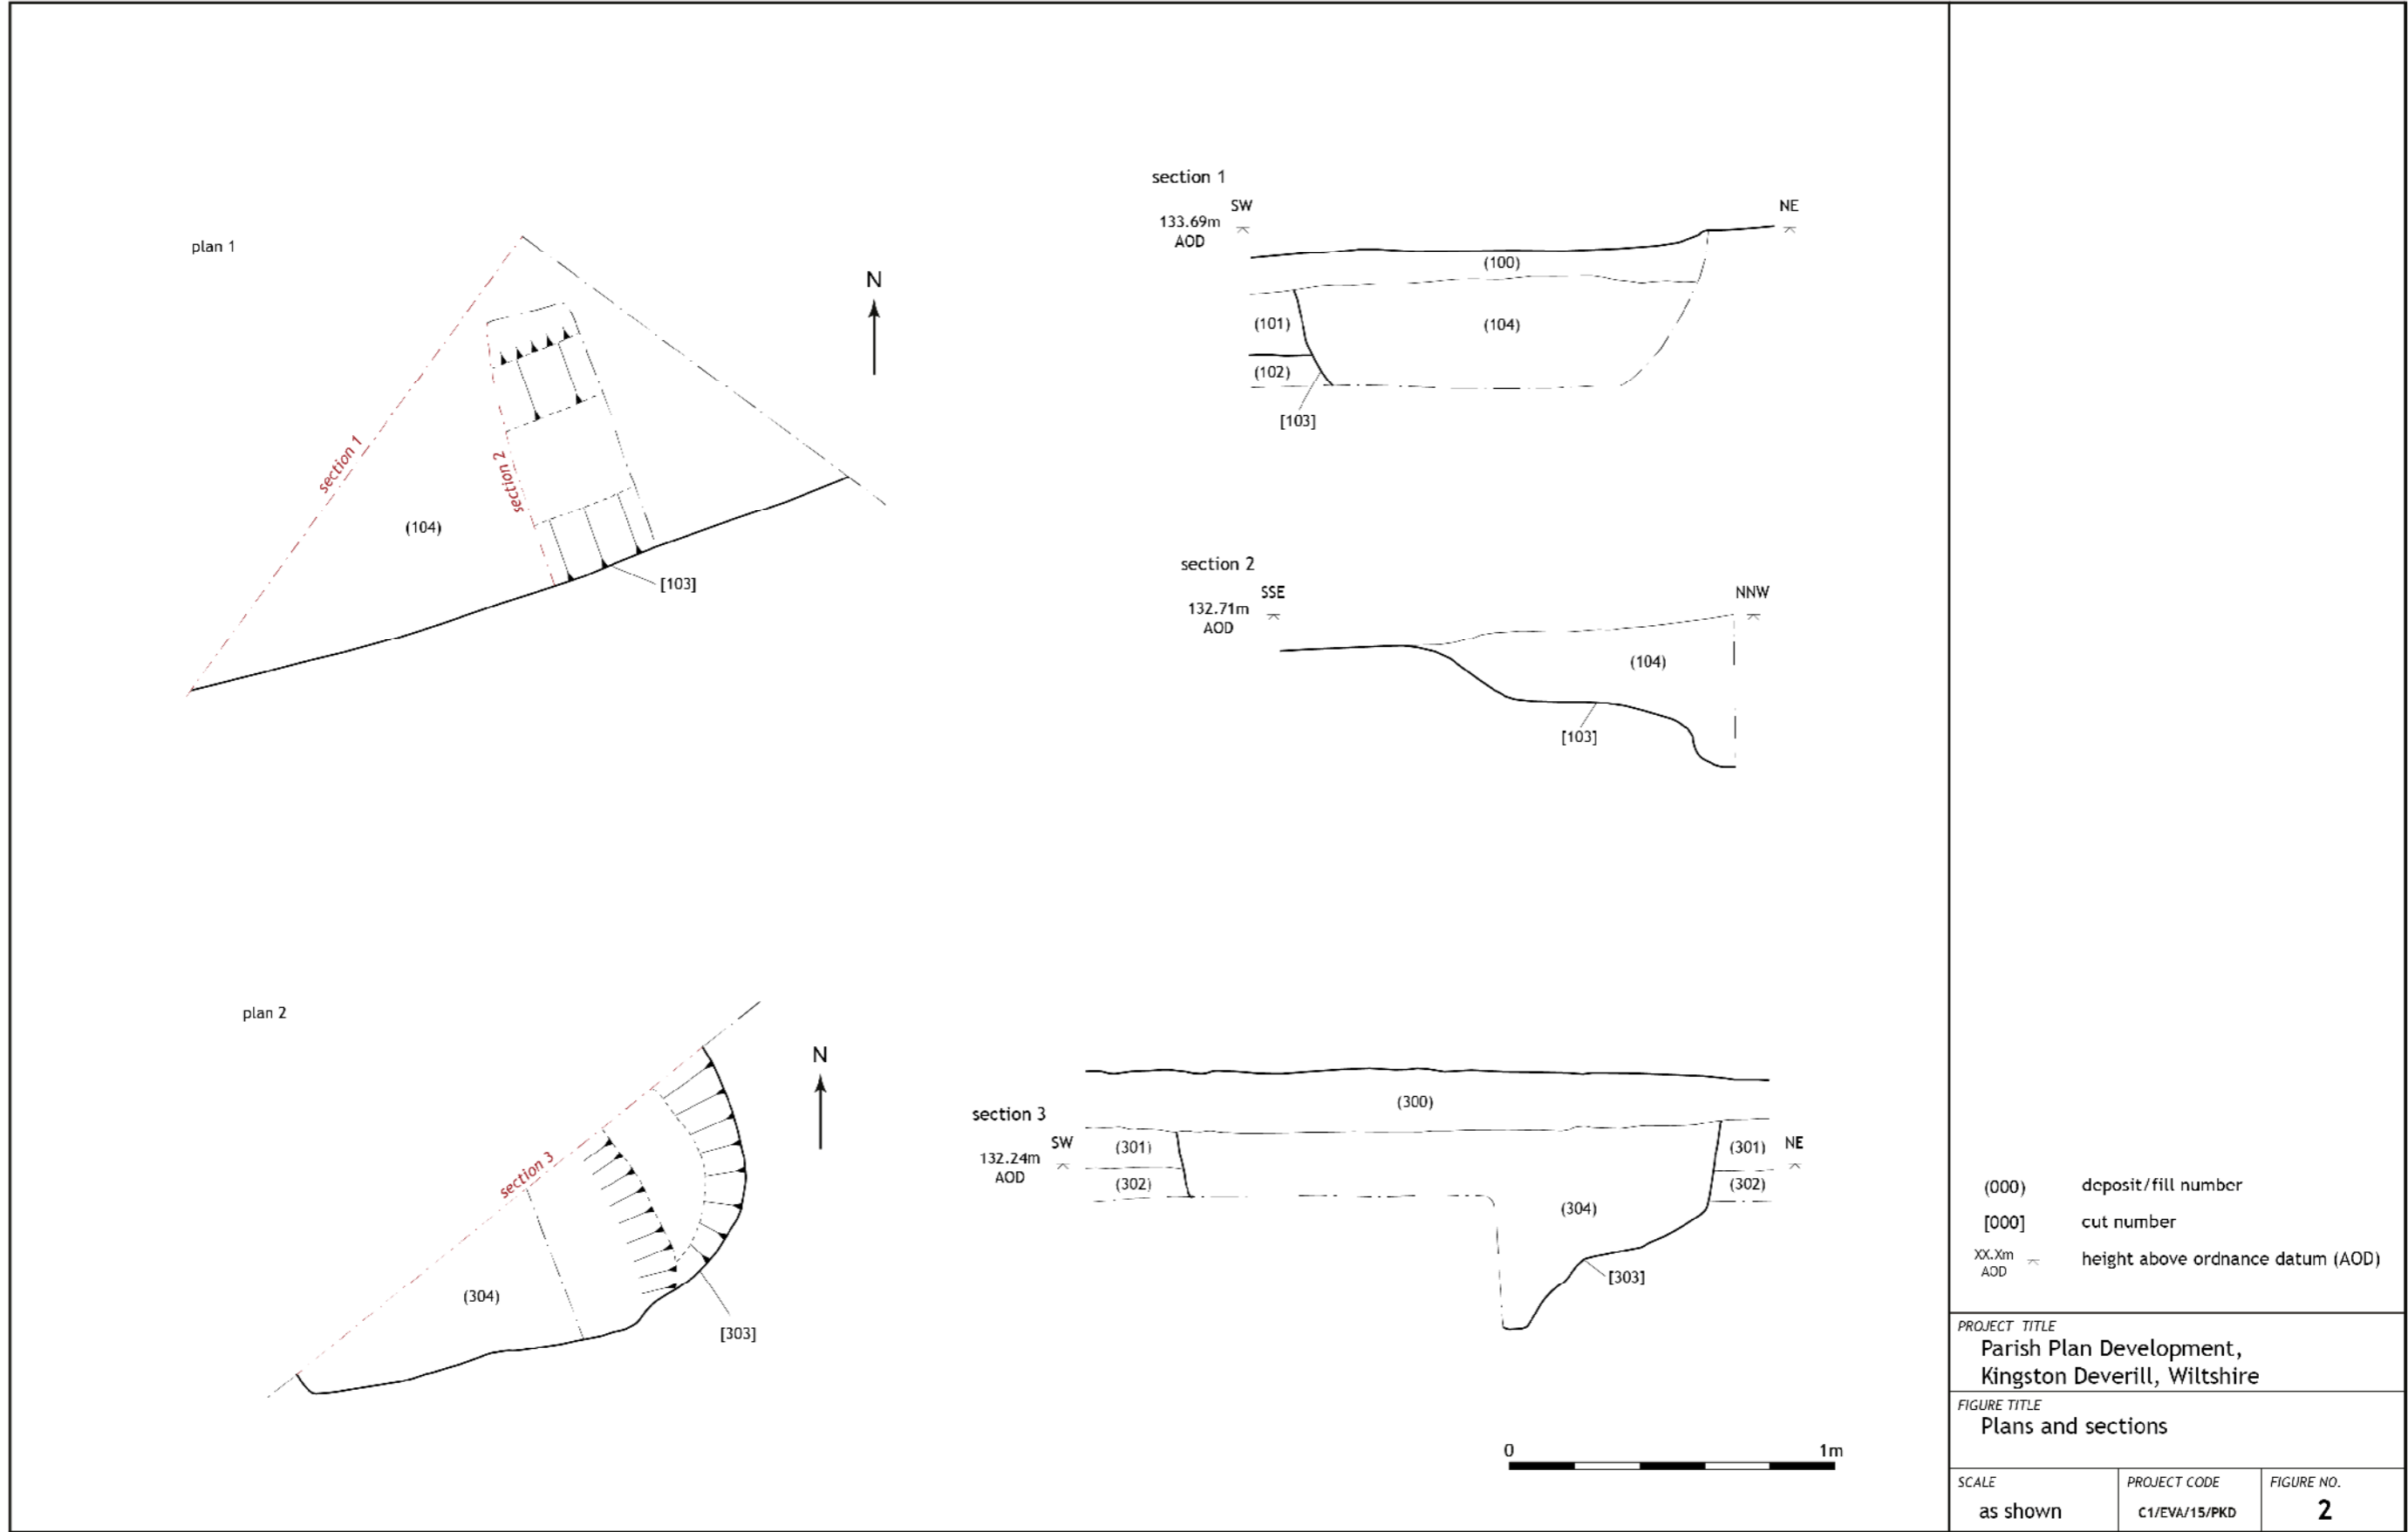 plan 1
N
section 1
section 2
(104)
[103]
section 1
SW
NE
133.69m
AOD
(100)
(101)
(104)
(102)
[103]
section 2
SSE
NNW
132.71m
AOD
(104)
[103]
plan 2
N
section 3
(304)
[303]
section 3
SW
NE
132.24m
AOD
(300)
(301)
(301)
(302)
(302)
(304)
[303]
0
1m
(000) deposit/fill number
[000] cut number
XX.Xm
AOD
height above ordnance datum (AOD)
PROJECT TITLE
Parish Plan Development,
Kingston Deverill, Wiltshire
FIGURE TITLE
Plans and sections
SCALE
as shown
PROJECT CODE
C1/EVA/15/PKD
FIGURE NO.
2